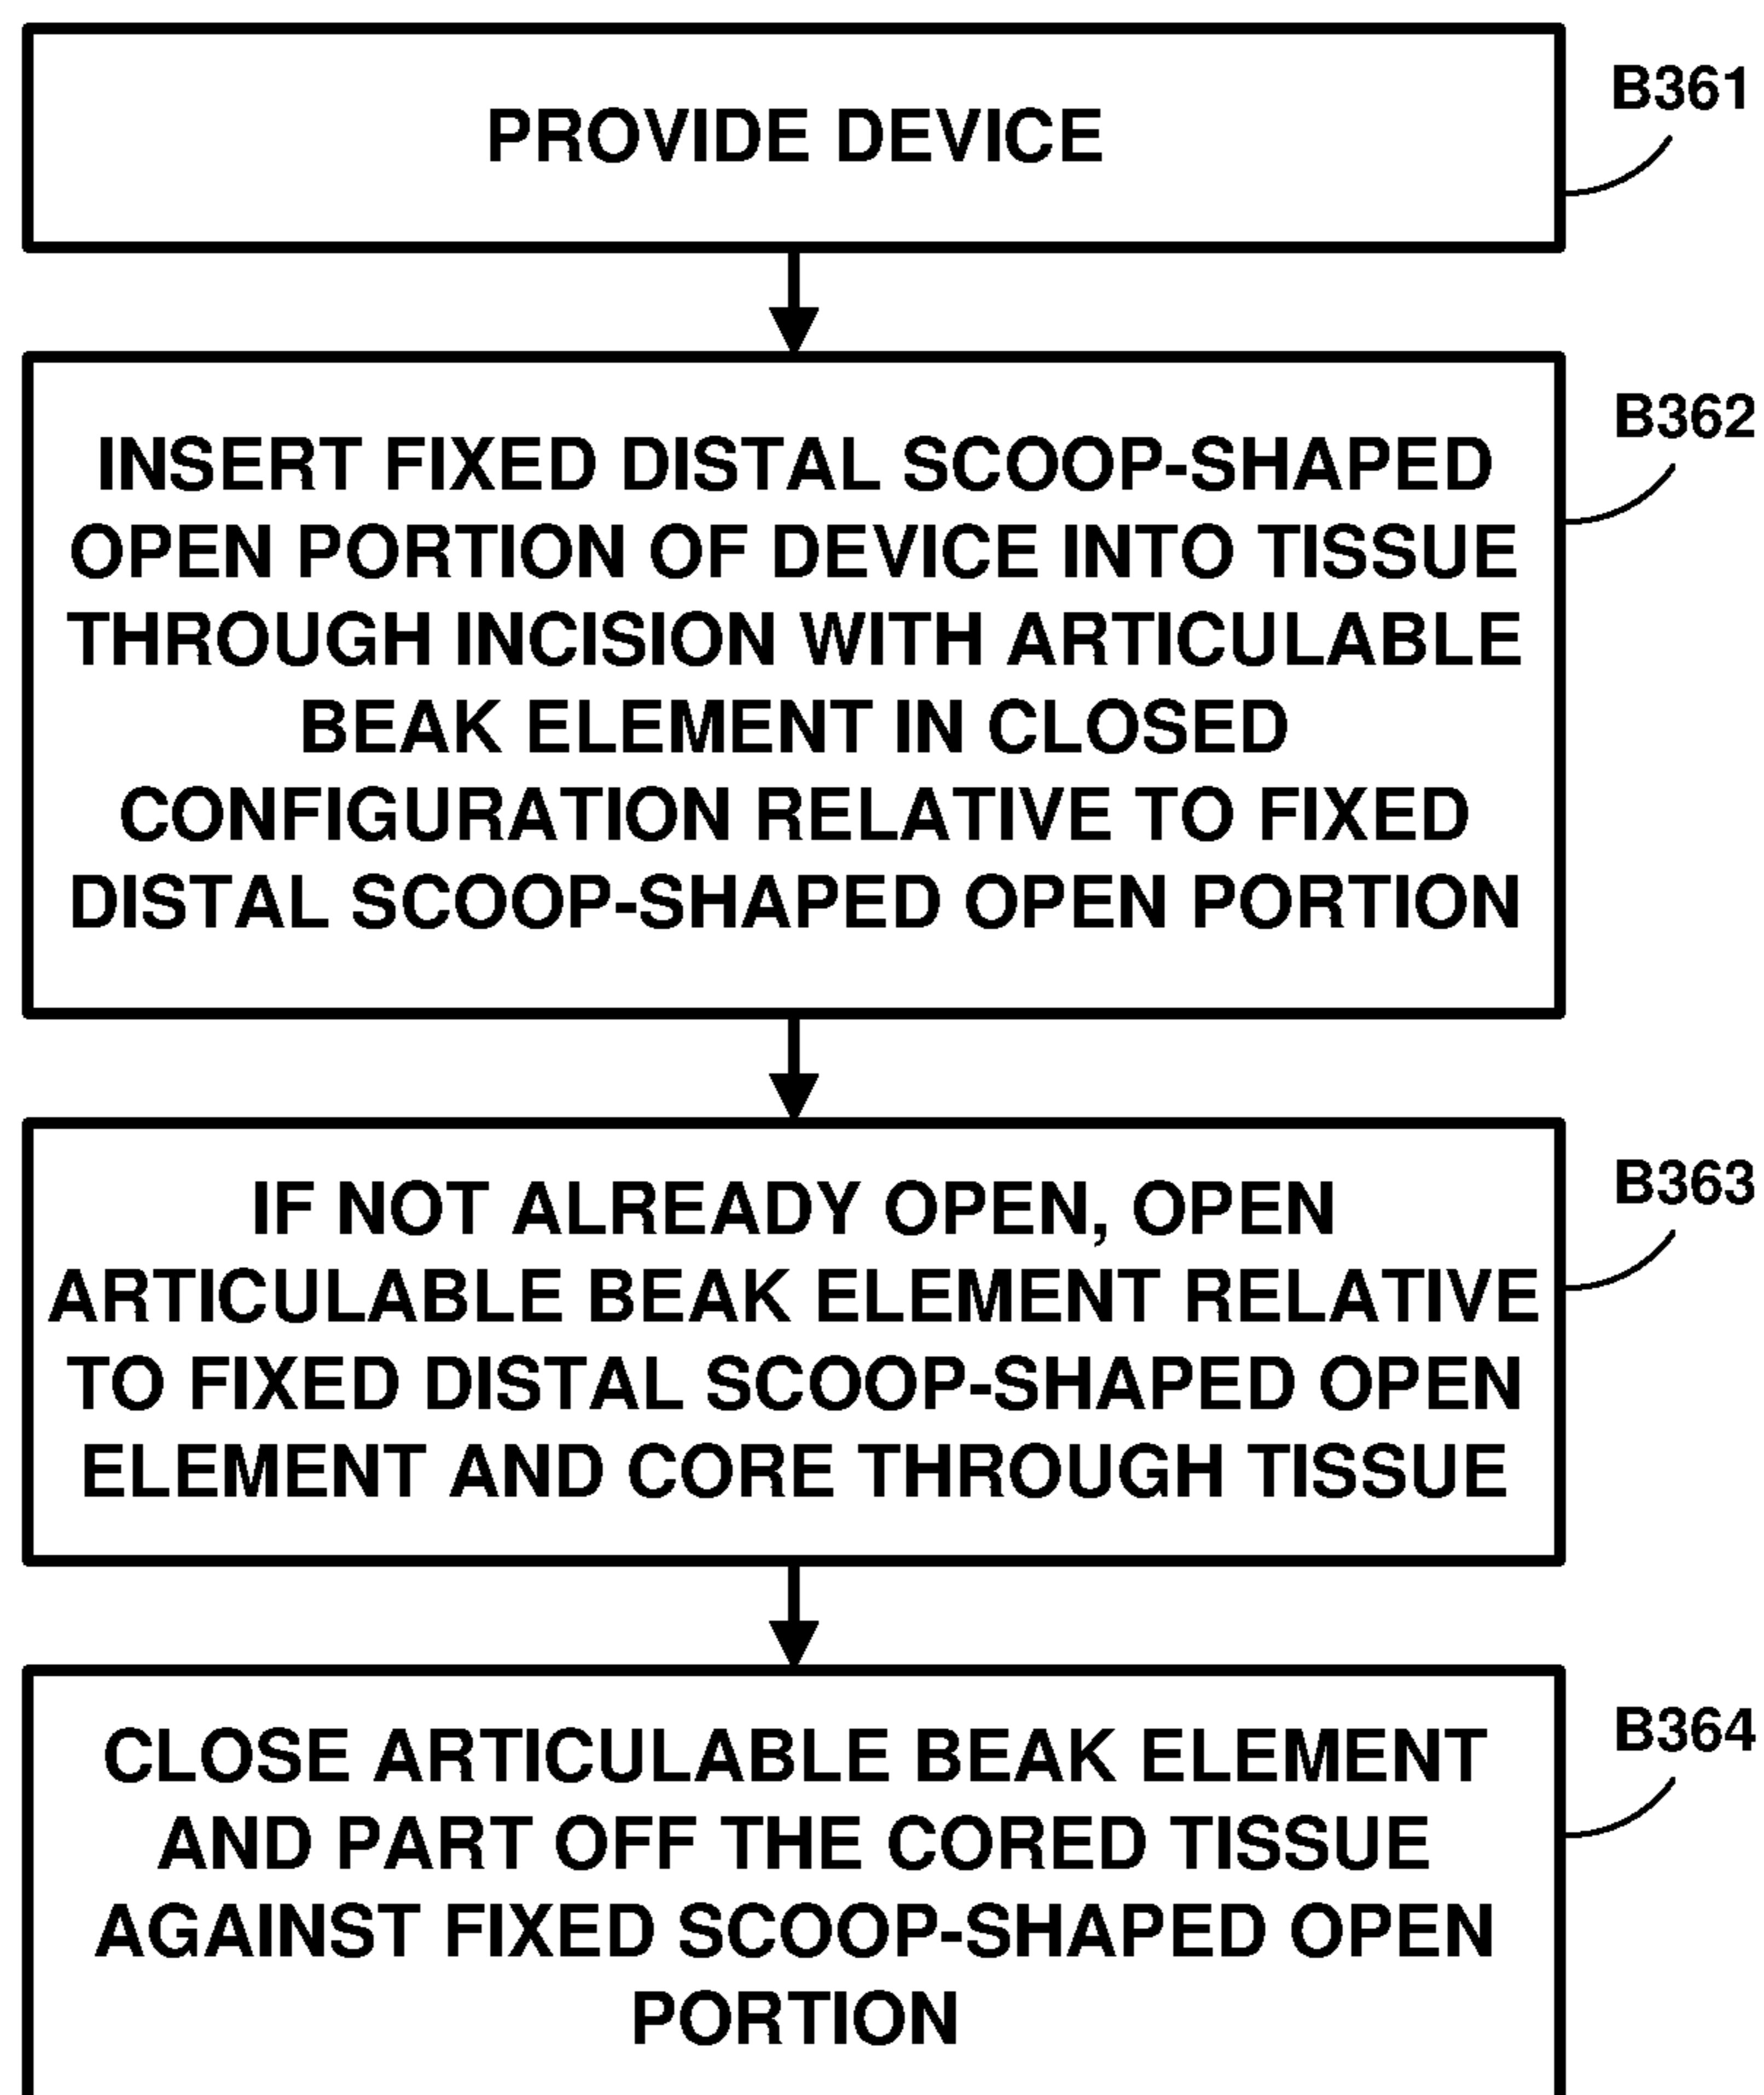 PROVIDE DEVICE
B361
INSERT FIXED DISTAL SCOOP-SHAPED
OPEN PORTION OF DEVICE INTO TISSUE
THROUGH INCISION WITH ARTICULABLE
BEAK ELEMENT IN CLOSED
CONFIGURATION RELATIVE TO FIXED
DISTAL SCOOP-SHAPED OPEN PORTION
B362
IF NOT ALREADY OPEN, OPEN
ARTICULABLE BEAK ELEMENT RELATIVE
TO FIXED DISTAL SCOOP-SHAPED OPEN
ELEMENT AND CORE THROUGH TISSUE
B363
CLOSE ARTICULABLE BEAK ELEMENT
AND PART OFF THE CORED TISSUE
AGAINST FIXED SCOOP-SHAPED OPEN
PORTION
B364